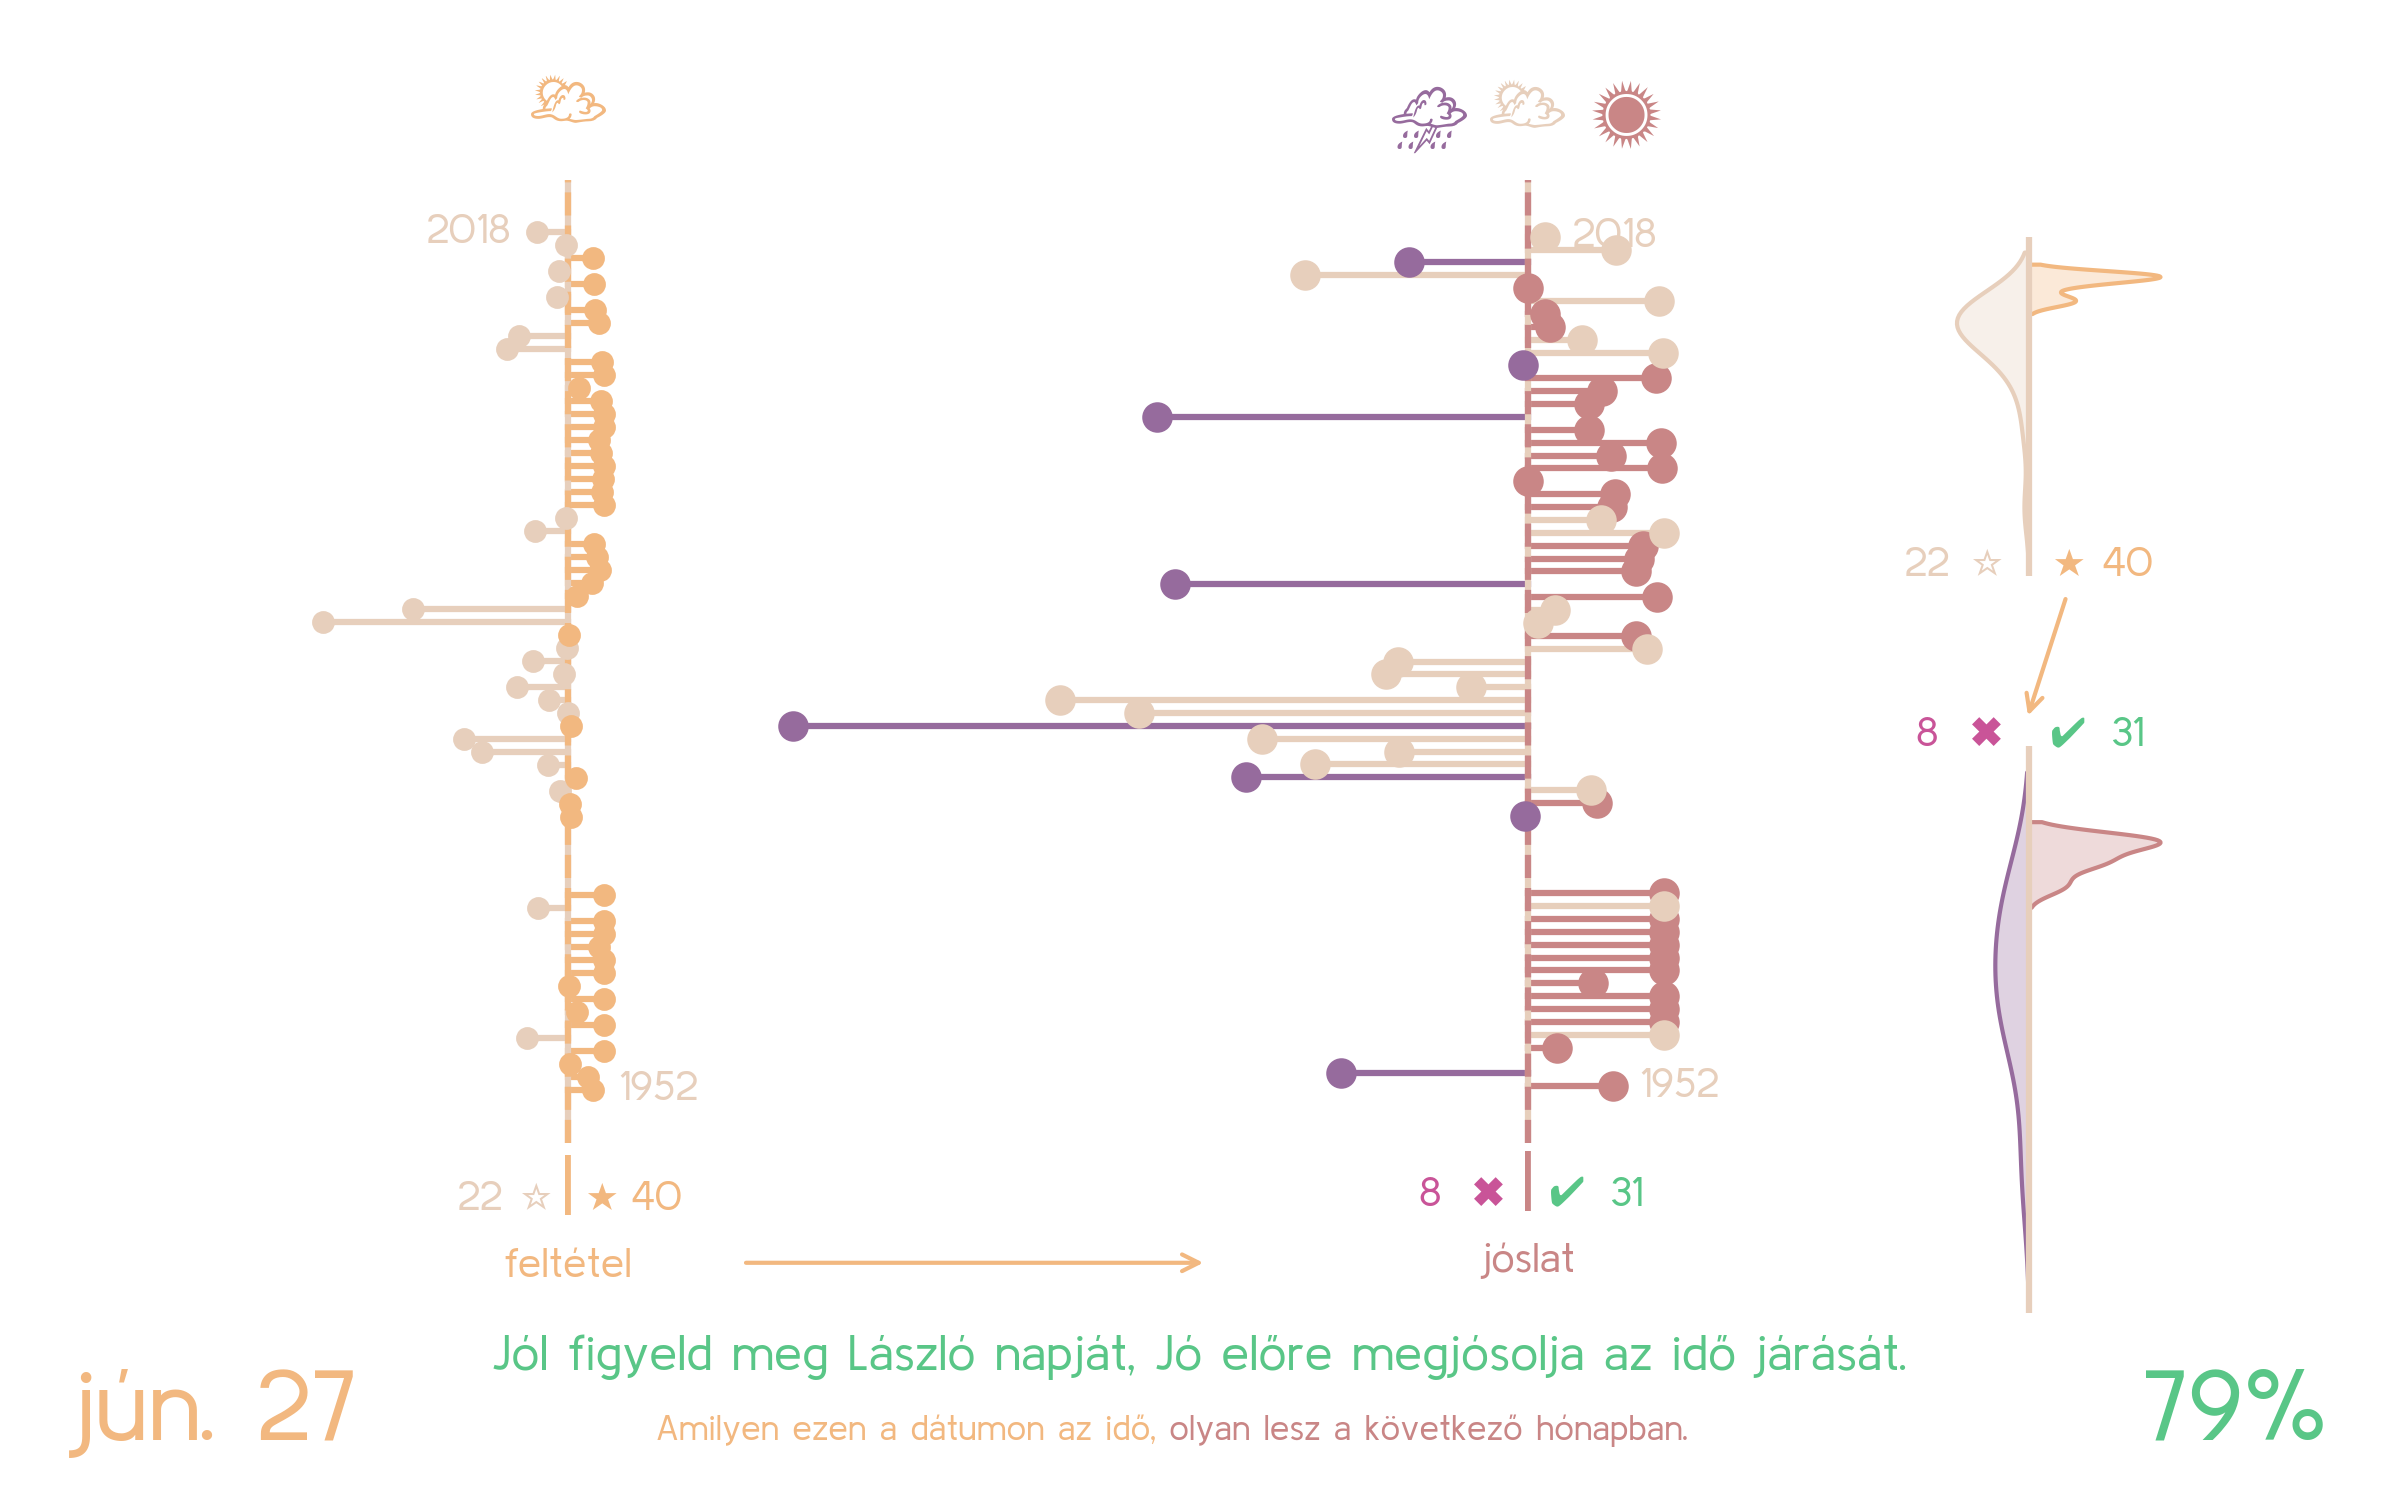 2018
2018
22 ☆ ★ 40
8 ✖ ✔ 31
1952
1952
22 ☆ ★ 40
8 ✖ ✔ 31
feltétel
jóslat
Jól figyeld meg László napját, Jó előre megjósolja az idő járását.
jún. 27
79%
Amilyen ezen a dátumon az idő, olyan lesz a következő hónapban.